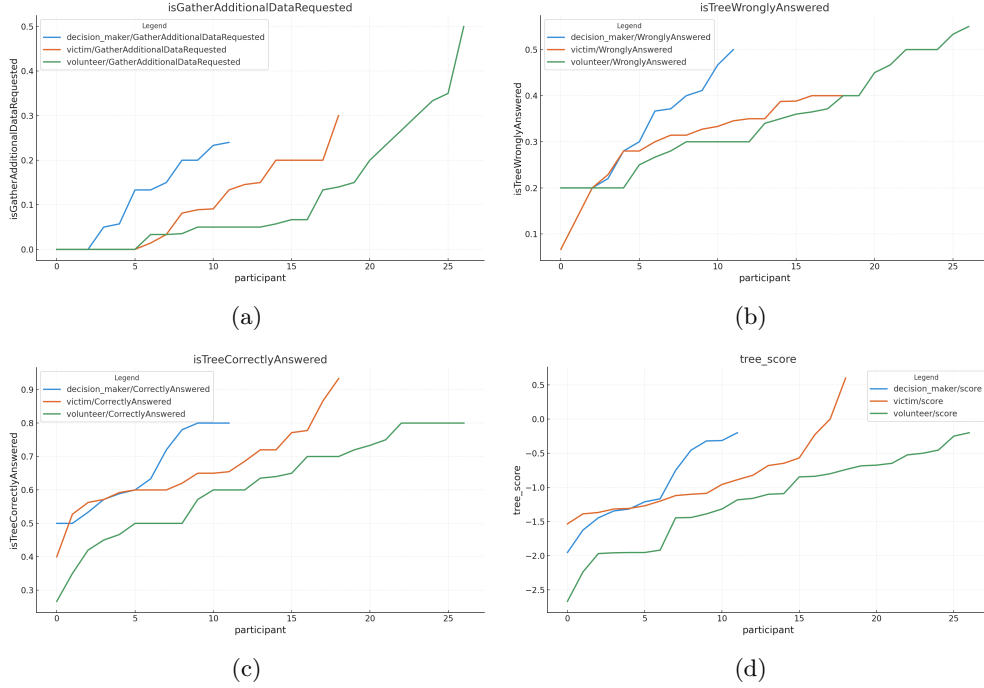 isGatherAdditionalDataRequested
Legend
decision_maker/GatherAdditionalDataRequested
victim/GatherAdditionalDataRequested
volunteer/GatherAdditionalDataRequested
isGatherAdditionalDataRequested
0.5
0.4
0.3
0.2
0.1
0.0
0 5 10 15 20 25
participant
(a)
isTreeWronglyAnswered
Legend
decision_maker/WronglyAnswered
victim/WronglyAnswered
volunteer/WronglyAnswered
isTreeWronglyAnswered
0.5
0.4
0.3
0.2
0.1
0 5 10 15 20 25
participant
(b)
isTreeCorrectlyAnswered
Legend
decision_maker/CorrectlyAnswered
victim/CorrectlyAnswered
volunteer/CorrectlyAnswered
isTreeCorrectlyAnswered
0.9
0.8
0.7
0.6
0.5
0.4
0.3
0 5 10 15 20 25
participant
(c)
tree_score
Legend
decision_maker/score
victim/score
volunteer/score
tree_score
0.5
0.0
−0.5
−1.0
−1.5
−2.0
−2.5
0 5 10 15 20 25
participant
(d)